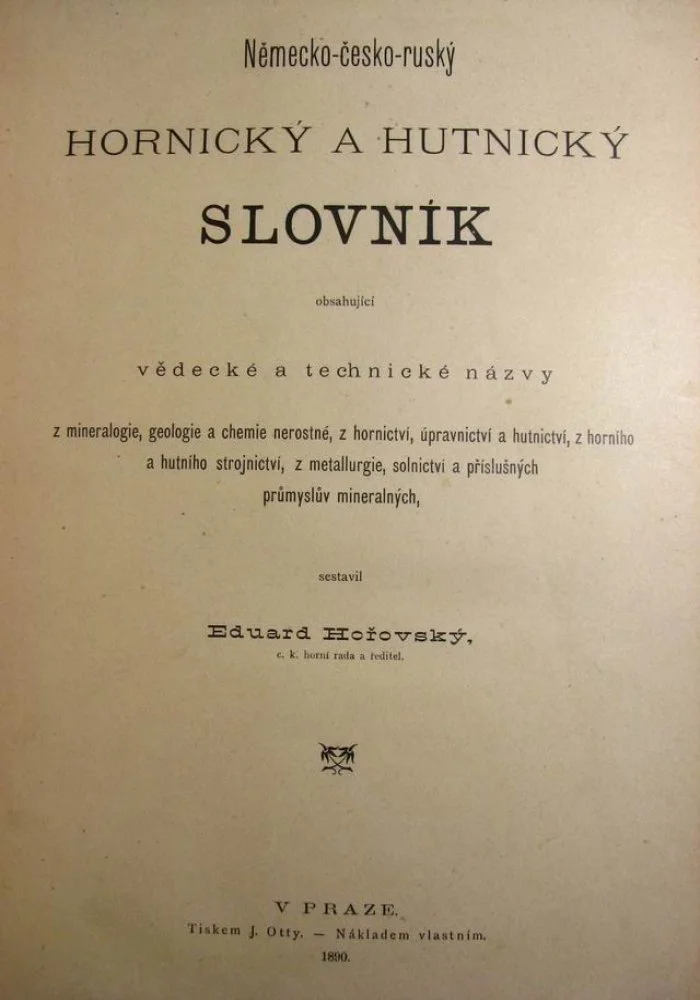 Německo-česko-ruský
HORNICKÝ A HUTNICKÝ
SLOVNÍK
obsahující
vědecké a technické názvy
z mineralogie, geologie a chemie nerostné, z hornictví, úpravnictví a hutnictví, z horního
a hutního strojnictví, z metallurgie, solnictví a příslušných
průmyslův mineralných,
sestavil
Eduard Hořovský,
c. k. horní rada a ředitel.
V PRAZE.
Tiskem J. Otty. — Nákladem vlastním.
1890.